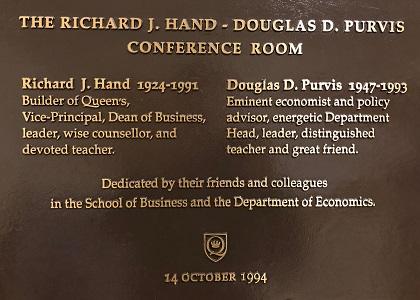 THE RICHARD J. HAND - DOUGLAS D. PURVIS
CONFERENCE ROOM
Richard J. Hand 1924-1991
Builder of Queen's,
Vice-Principal, Dean of Business,
leader, wise counsellor, and
devoted teacher.
Douglas D. Purvis 1947-1993
Eminent economist and policy
advisor, energetic Department
Head, leader, distinguished
teacher and great friend.
Dedicated by their friends and colleagues
in the School of Business and the Department of Economics.
14 OCTOBER 1994